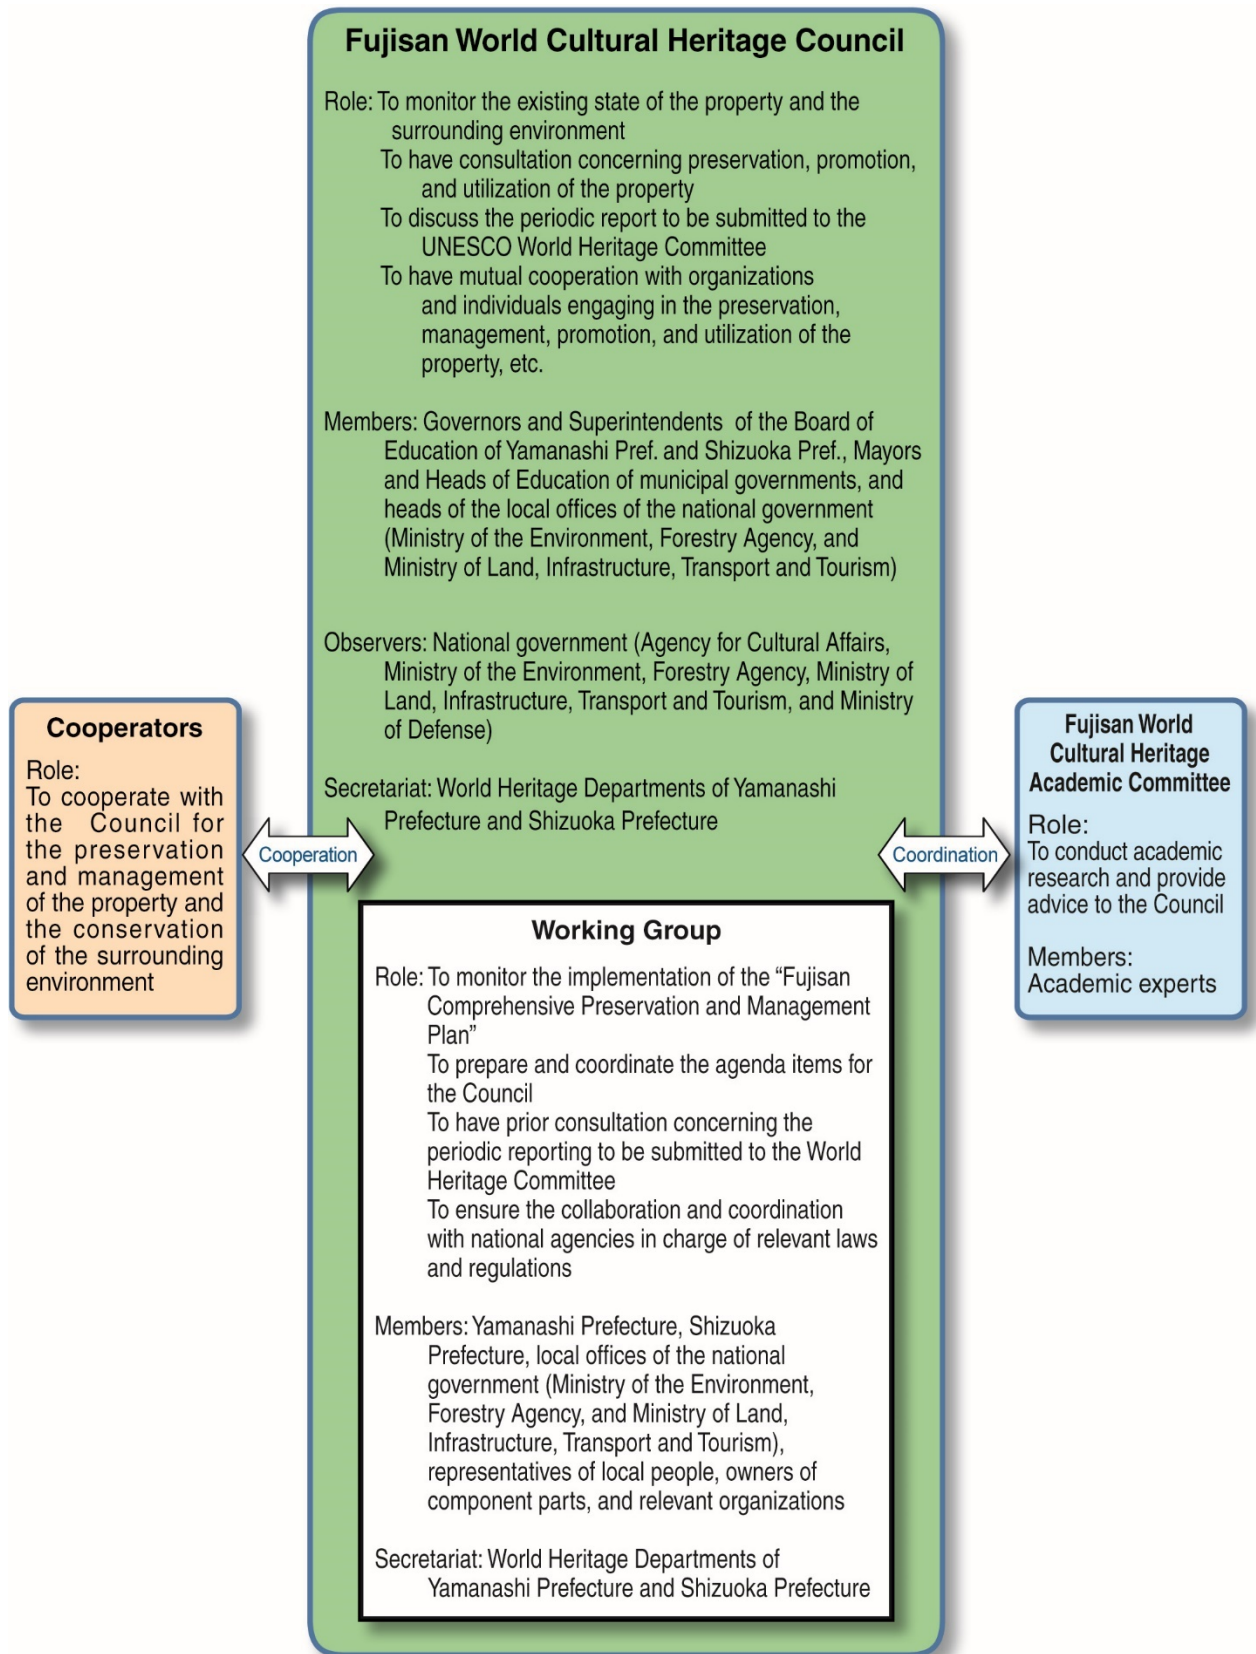 Fujisan World Cultural Heritage Council
Role: To monitor the existing state of the property and the
surrounding environment
To have consultation concerning preservation, promotion,
and utilization of the property
To discuss the periodic report to be submitted to the
UNESCO World Heritage Committee
To have mutual cooperation with organizations
and individuals engaging in the preservation,
management, promotion, and utilization of the
property, etc.
Members: Governors and Superintendents of the Board of
Education of Yamanashi Pref. and Shizuoka Pref., Mayors
and Heads of Education of municipal governments, and
heads of the local offices of the national government
(Ministry of the Environment, Forestry Agency, and
Ministry of Land, Infrastructure, Transport and Tourism)
Observers: National government (Agency for Cultural Affairs,
Ministry of the Environment, Forestry Agency, Ministry of
Land, Infrastructure, Transport and Tourism, and Ministry
of Defense)
Secretariat: World Heritage Departments of Yamanashi
Prefecture and Shizuoka Prefecture
Cooperators
Role:
To cooperate with
the Council for
the preservation
and management
of the property and
the conservation
of the surrounding
environment
Cooperation
Coordination
Fujisan World
Cultural Heritage
Academic Committee
Role:
To conduct academic
research and provide
advice to the Council
Members:
Academic experts
Working Group
Role: To monitor the implementation of the “Fujisan
Comprehensive Preservation and Management
Plan”
To prepare and coordinate the agenda items for
the Council
To have prior consultation concerning the
periodic reporting to be submitted to the World
Heritage Committee
To ensure the collaboration and coordination
with national agencies in charge of relevant laws
and regulations
Members: Yamanashi Prefecture, Shizuoka
Prefecture, local offices of the national
government (Ministry of the Environment,
Forestry Agency, and Ministry of Land,
Infrastructure, Transport and Tourism),
representatives of local people, owners of
component parts, and relevant organizations
Secretariat: World Heritage Departments of
Yamanashi Prefecture and Shizuoka Prefecture